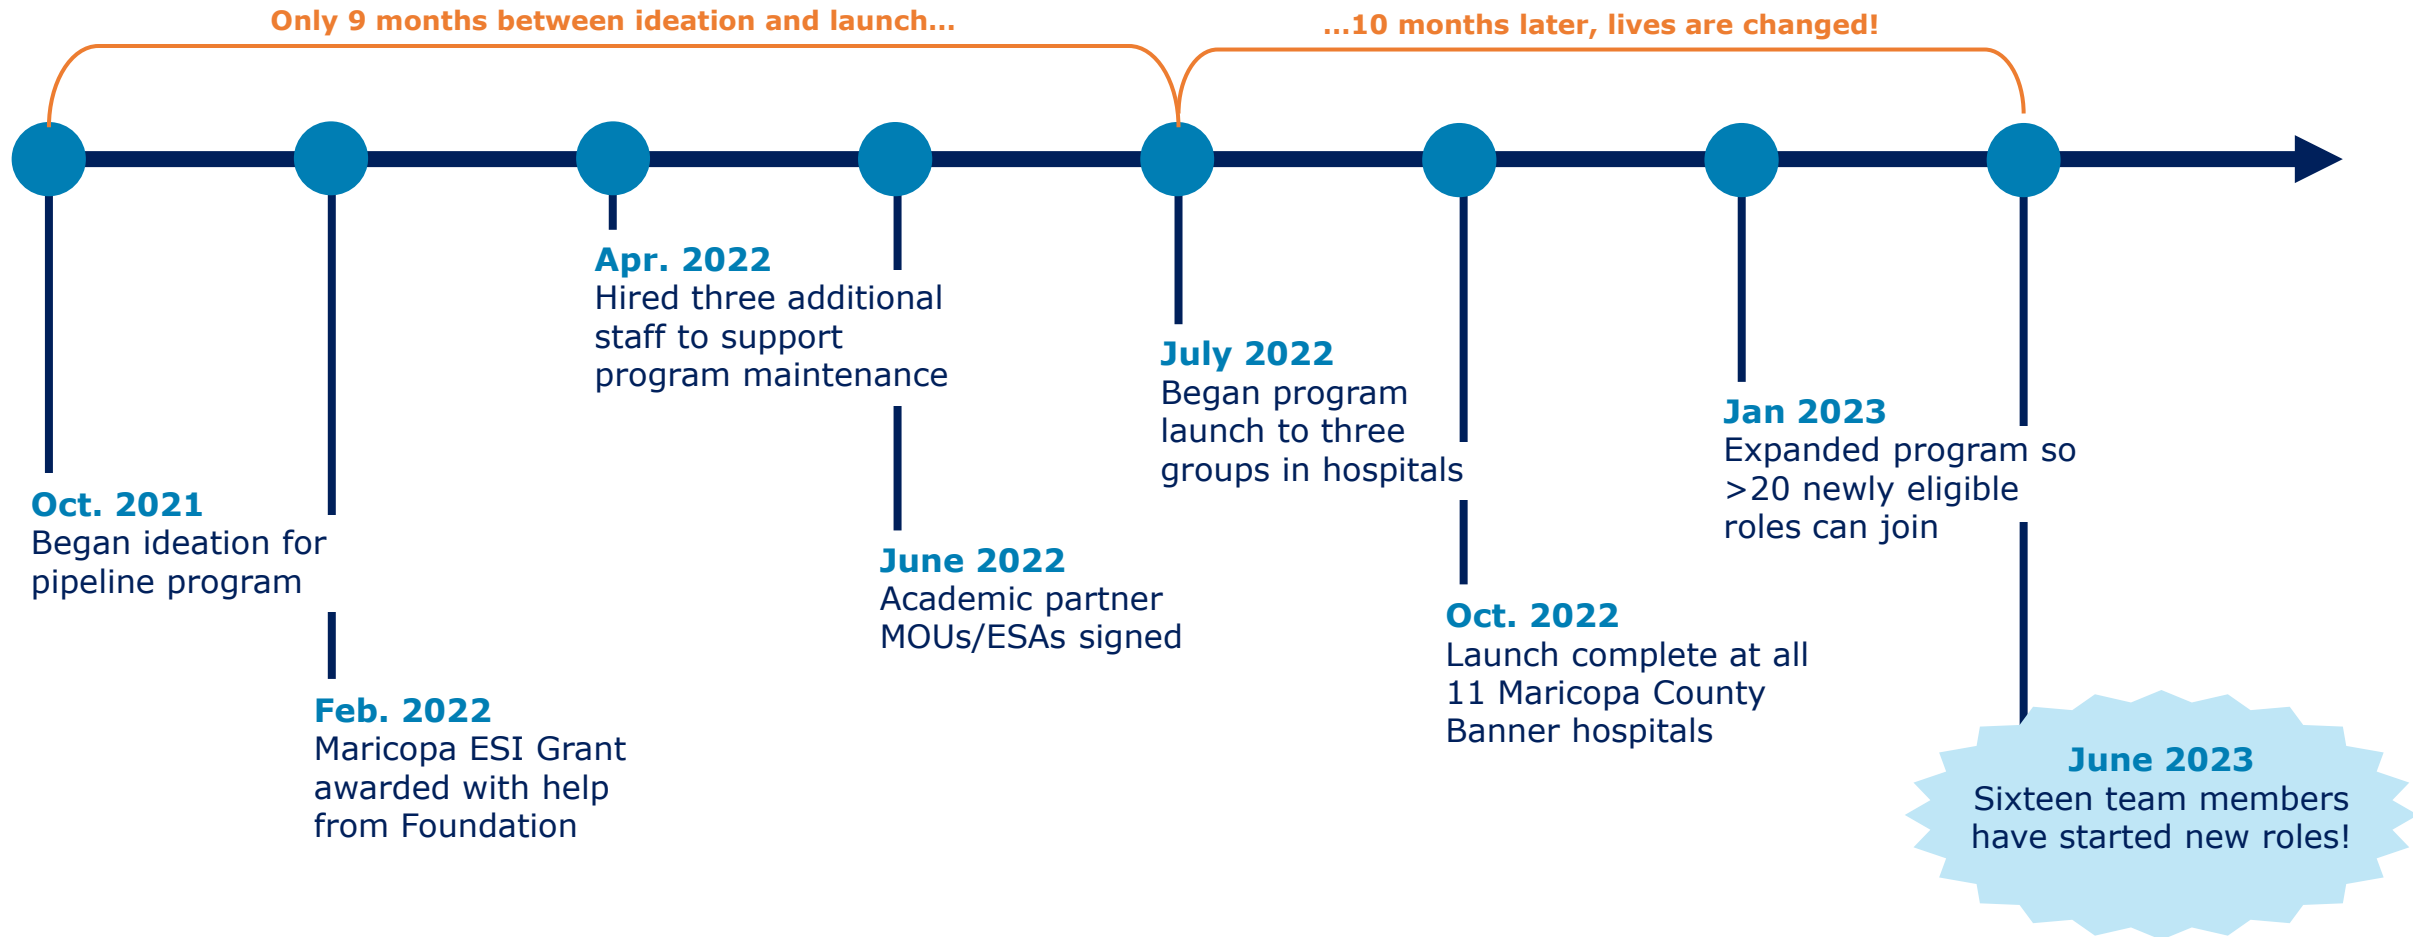 Only 9 months between ideation and launch...
...10 months later, lives are changed!
Oct. 2021
Began ideation for
pipeline program
Feb. 2022
Maricopa ESI Grant
awarded with help
from Foundation
Apr. 2022
Hired three additional
staff to support
program maintenance
June 2022
Academic partner
MOUs/ESAs signed
July 2022
Began program
launch to three
groups in hospitals
Oct. 2022
Launch complete at all
11 Maricopa County
Banner hospitals
Jan 2023
Expanded program so
>20 newly eligible
roles can join
June 2023
Sixteen team members
have started new roles!